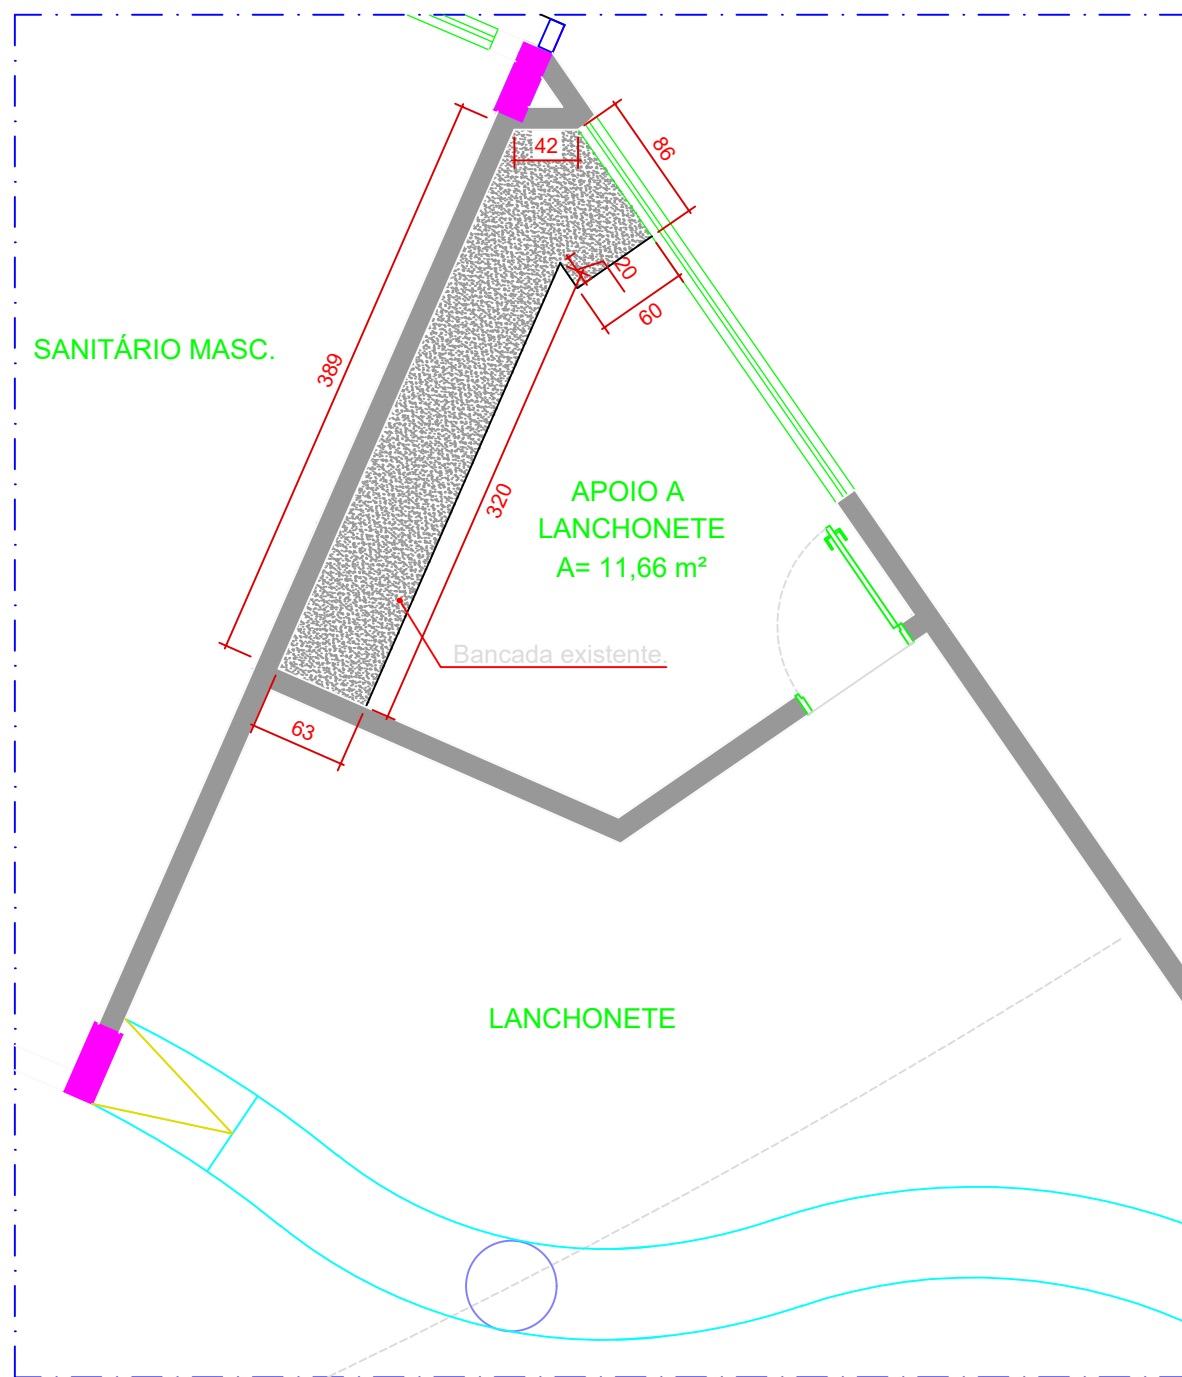 42
86
20
60
SANITÁRIO MASC.
389
320
APOIO A
LANCHONETE
A= 11,66 m²
Bancada existente.
63
LANCHONETE